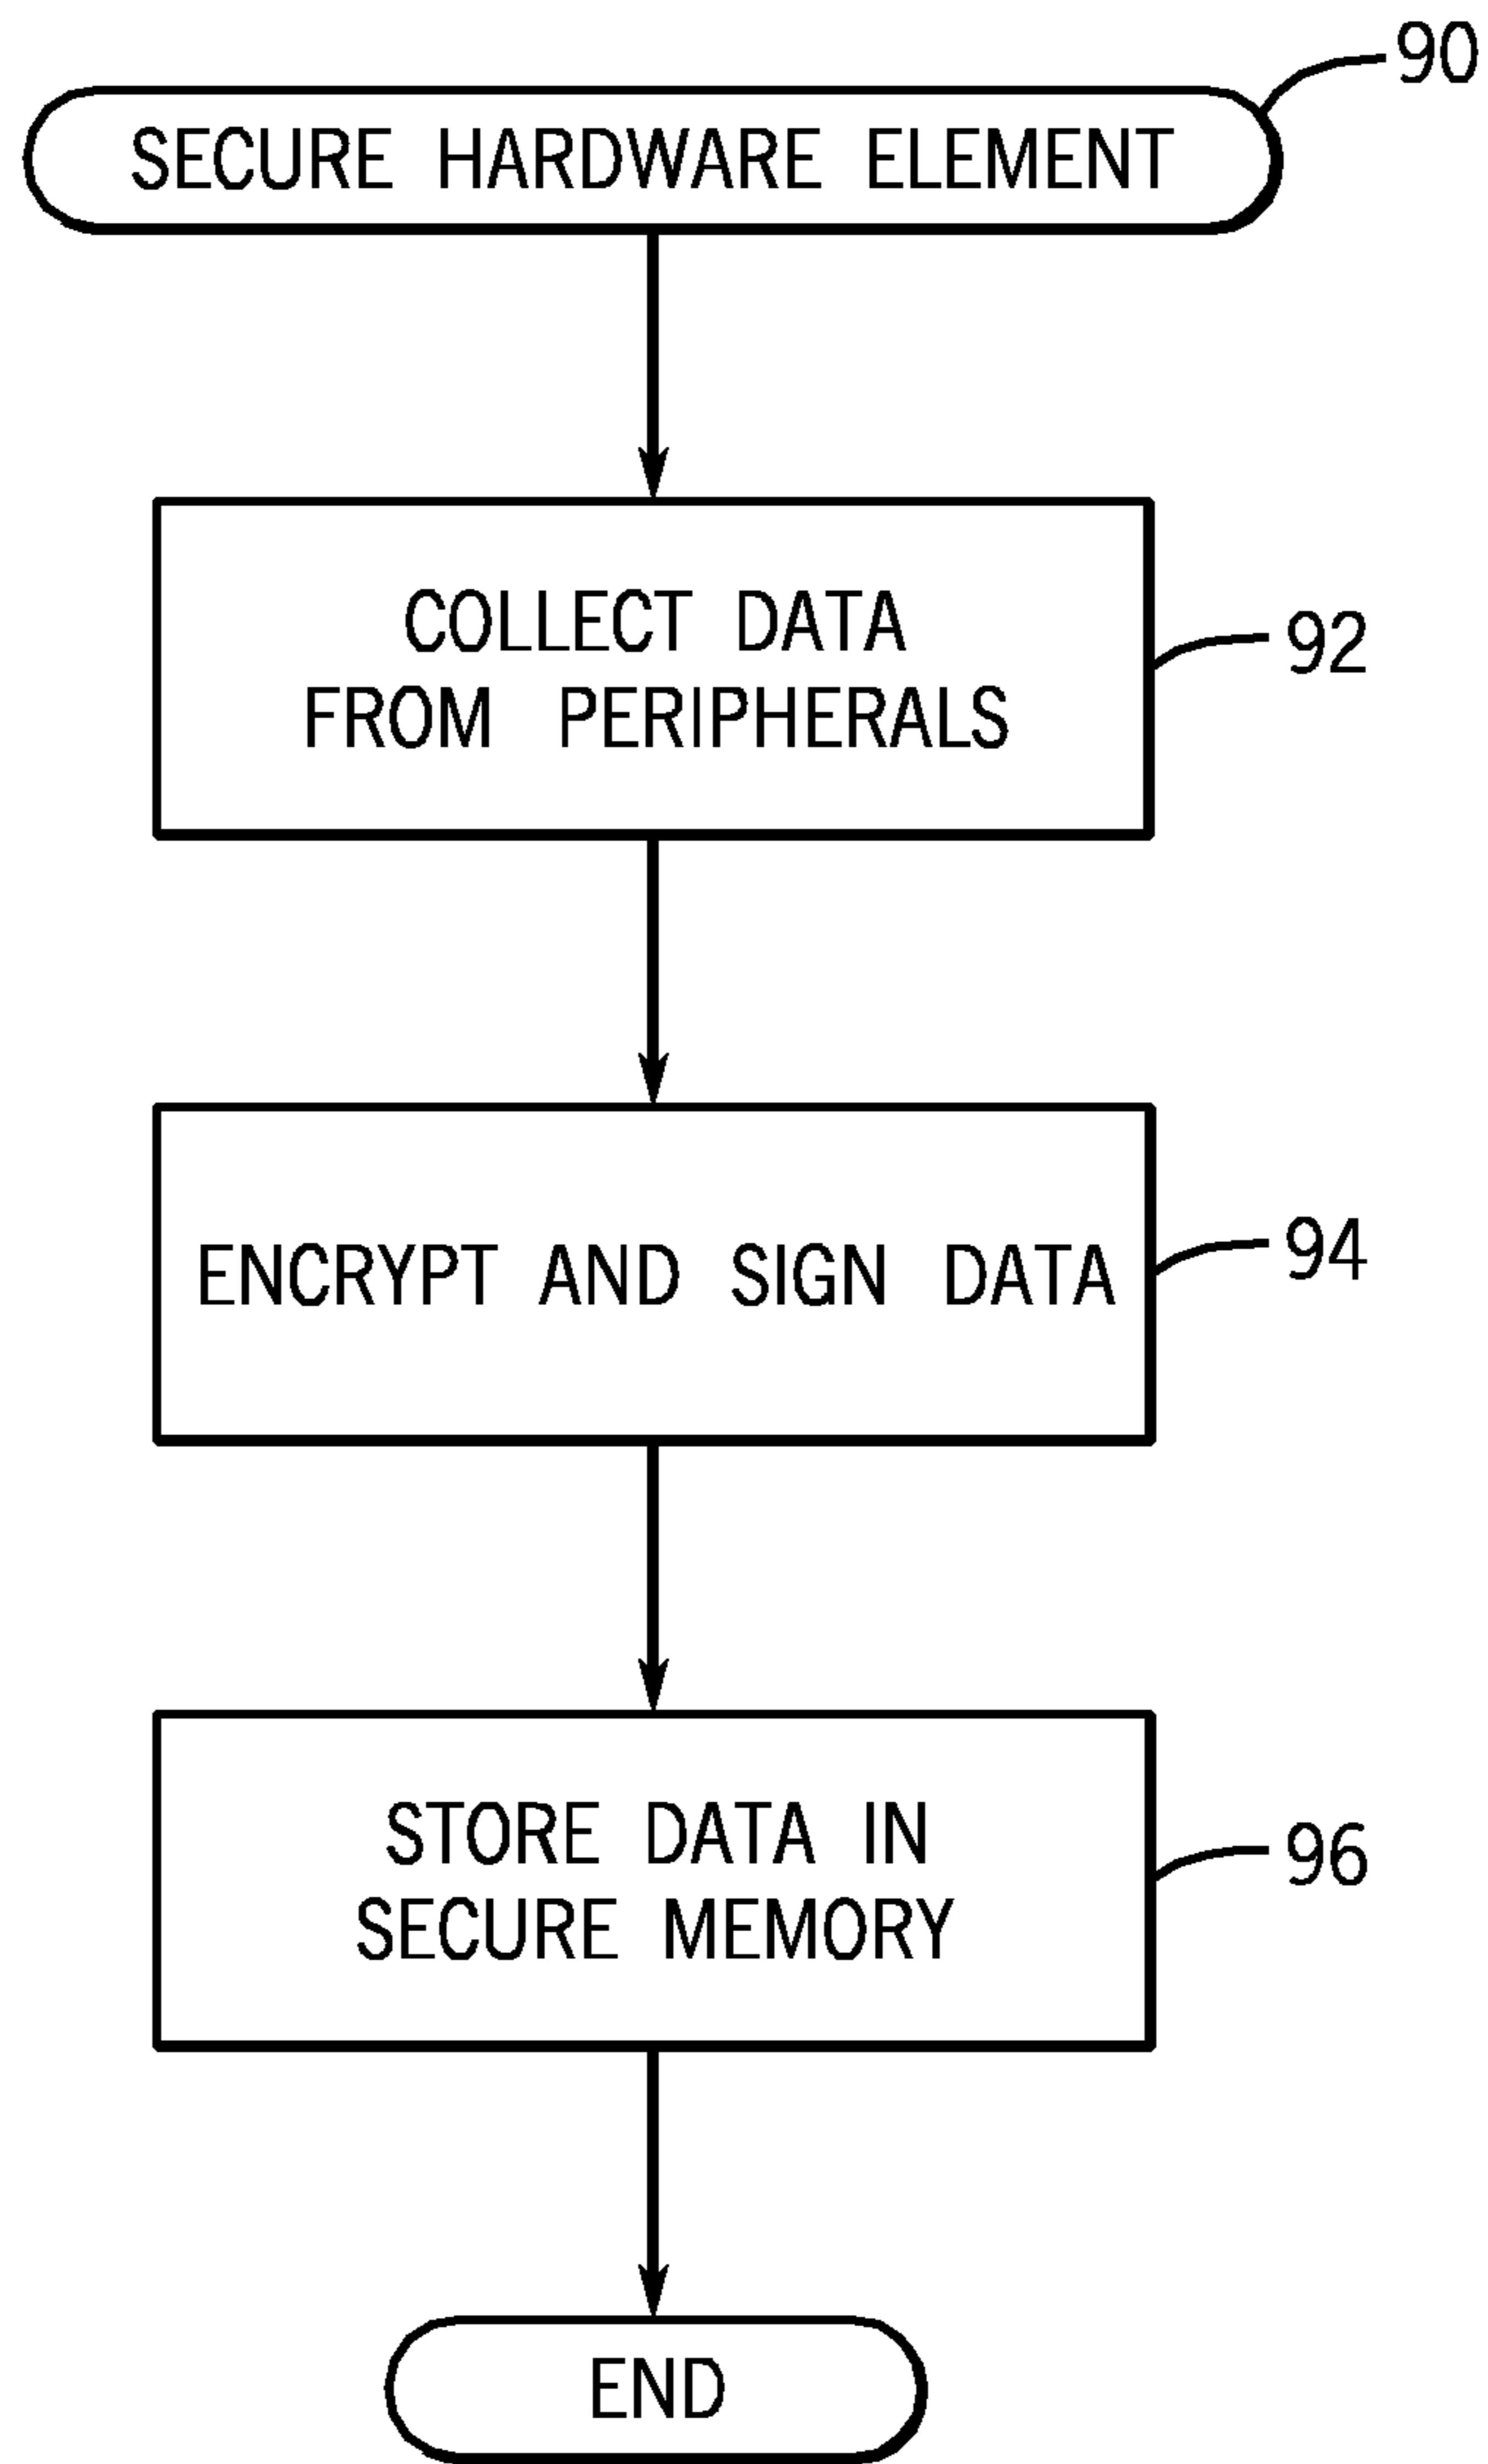 90
SECURE HARDWARE ELEMENT
COLLECT DATA
FROM PERIPHERALS
92
ENCRYPT AND SIGN DATA
94
STORE DATA IN
SECURE MEMORY
96
END